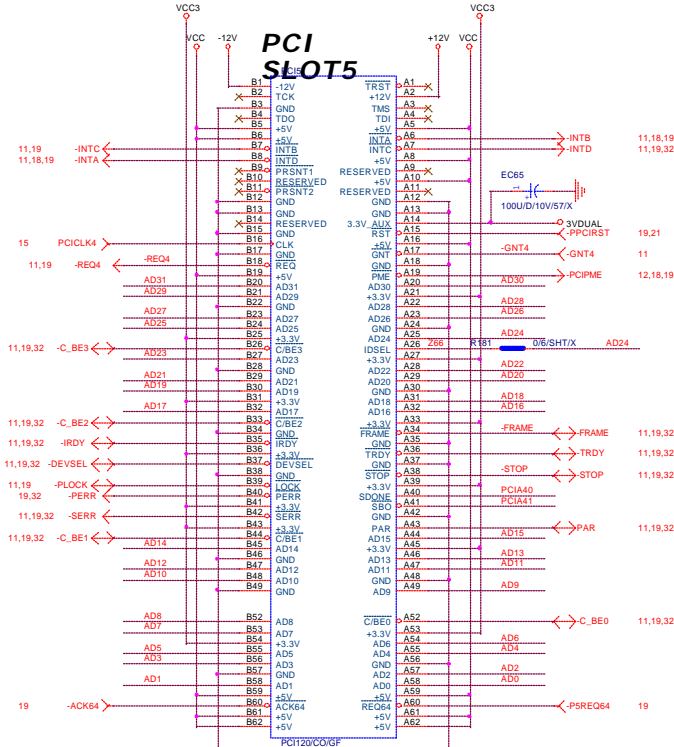 VCC3 VCC3
VCC -12V +12V VCC
PCI
SLOT5
PCI5
B1 -12V TRST A1
B2 TCK +12V A2
B3 GND TMS A3
B4 TDO TDI A4
B5 +5V +5V A5
B6 +5V INTA A6 -INTB 11,18,19
11,19 -INTC B7 INTB INTC A7 -INTD 11,19,32
11,18,19 -INTA B8 INTD +5V A8
B9 PRSNT1 RESERVED A9
B10 RESERVED +5V A10 EC65
B11 PRSNT2 RESERVED A11 1 +
B12 GND GND A12 100U/D/10V/57/X
B13 GND GND A13
B14 RESERVED 3.3V_AUX A14 3VDUAL
B15 GND RST A15 -PPCIRST 19,21
15 PCICLK4 B16 CLK +5V A16
B17 GND GNT A17 -GNT4 -GNT4 11
11,19 -REQ4 -REQ4 B18 REQ GND A18
B19 +5V PME A19 -PCIPME 12,18,19
AD31 B20 AD31 AD30 A20 AD30
AD29 B21 AD29 +3.3V A21
B22 GND AD28 A22 AD28
AD27 B23 AD27 AD26 A23 AD26
AD25 B24 AD25 GND A24
B25 +3.3V AD24 A25 AD24
11,19,32 -C_BE3 B26 C/BE3 IDSEL A26 Z66 R181 0/6/SHT/X AD24
AD23 B27 AD23 +3.3V A27
B28 GND AD22 A28 AD22
AD21 B29 AD21 AD20 A29 AD20
AD19 B30 AD19 GND A30
B31 +3.3V AD18 A31 AD18
AD17 B32 AD17 AD16 A32 AD16
11,19,32 -C_BE2 B33 C/BE2 +3.3V A33
B34 GND FRAME A34 -FRAME -FRAME 11,19,32
11,19,32 -IRDY B35 IRDY GND A35
B36 +3.3V TRDY A36 -TRDY 11,19,32
11,19,32 -DEVSEL B37 DEVSEL GND A37
B38 GND STOP A38 -STOP -STOP 11,19,32
11,19 -PLOCK B39 LOCK +3.3V A39
19,32 -PERR B40 PERR SDONE A40 PCIA40
B41 +3.3V SBO A41 PCIA41
11,19,32 -SERR B42 SERR GND A42
B43 +3.3V PAR A43 PAR 11,19,32
11,19,32 -C_BE1 B44 C/BE1 AD15 A44 AD15
AD14 B45 AD14 +3.3V A45
B46 GND AD13 A46 AD13
AD12 B47 AD12 AD11 A47 AD11
AD10 B48 AD10 GND A48
B49 GND AD9 A49 AD9
AD8 B52 AD8 C/BE0 A52 -C_BE0 11,19,32
AD7 B53 AD7 +3.3V A53
B54 +3.3V AD6 A54 AD6
AD5 B55 AD5 AD4 A55 AD4
AD3 B56 AD3 GND A56
B57 GND AD2 A57 AD2
AD1 B58 AD1 AD0 A58 AD0
B59 +5V +5V A59
19 -ACK64 B60 ACK64 REQ64 A60 -P5REQ64 19
B61 +5V +5V A61
B62 +5V +5V A62
PCI120/CO/GF